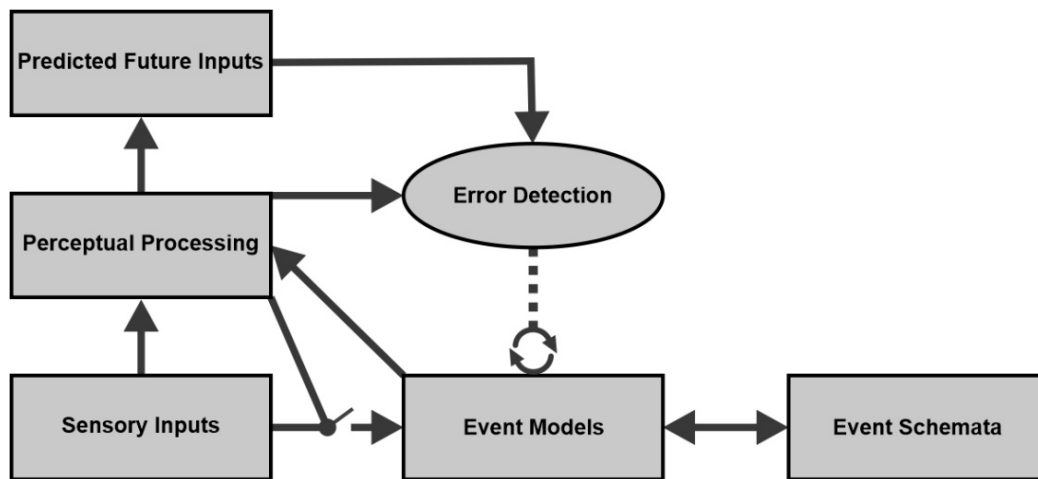 Predicted Future Inputs
Error Detection
Perceptual Processing
Sensory Inputs
Event Models
Event Schemata